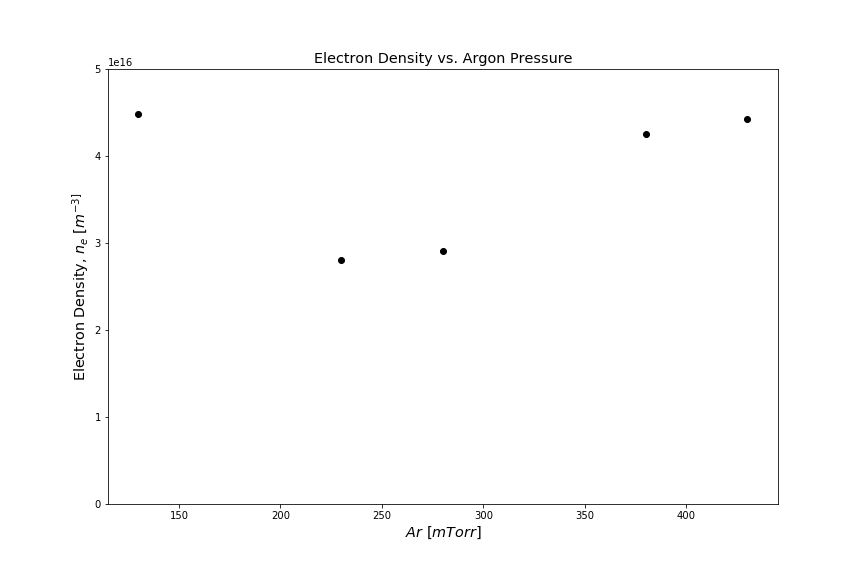 Electron Density vs. Argon Pressure
1e16
5
4
3
2
1
0
Electron Density, $n_e$ $[m^{-3}]$
150 200 250 300 350 400
Ar [mTorr]